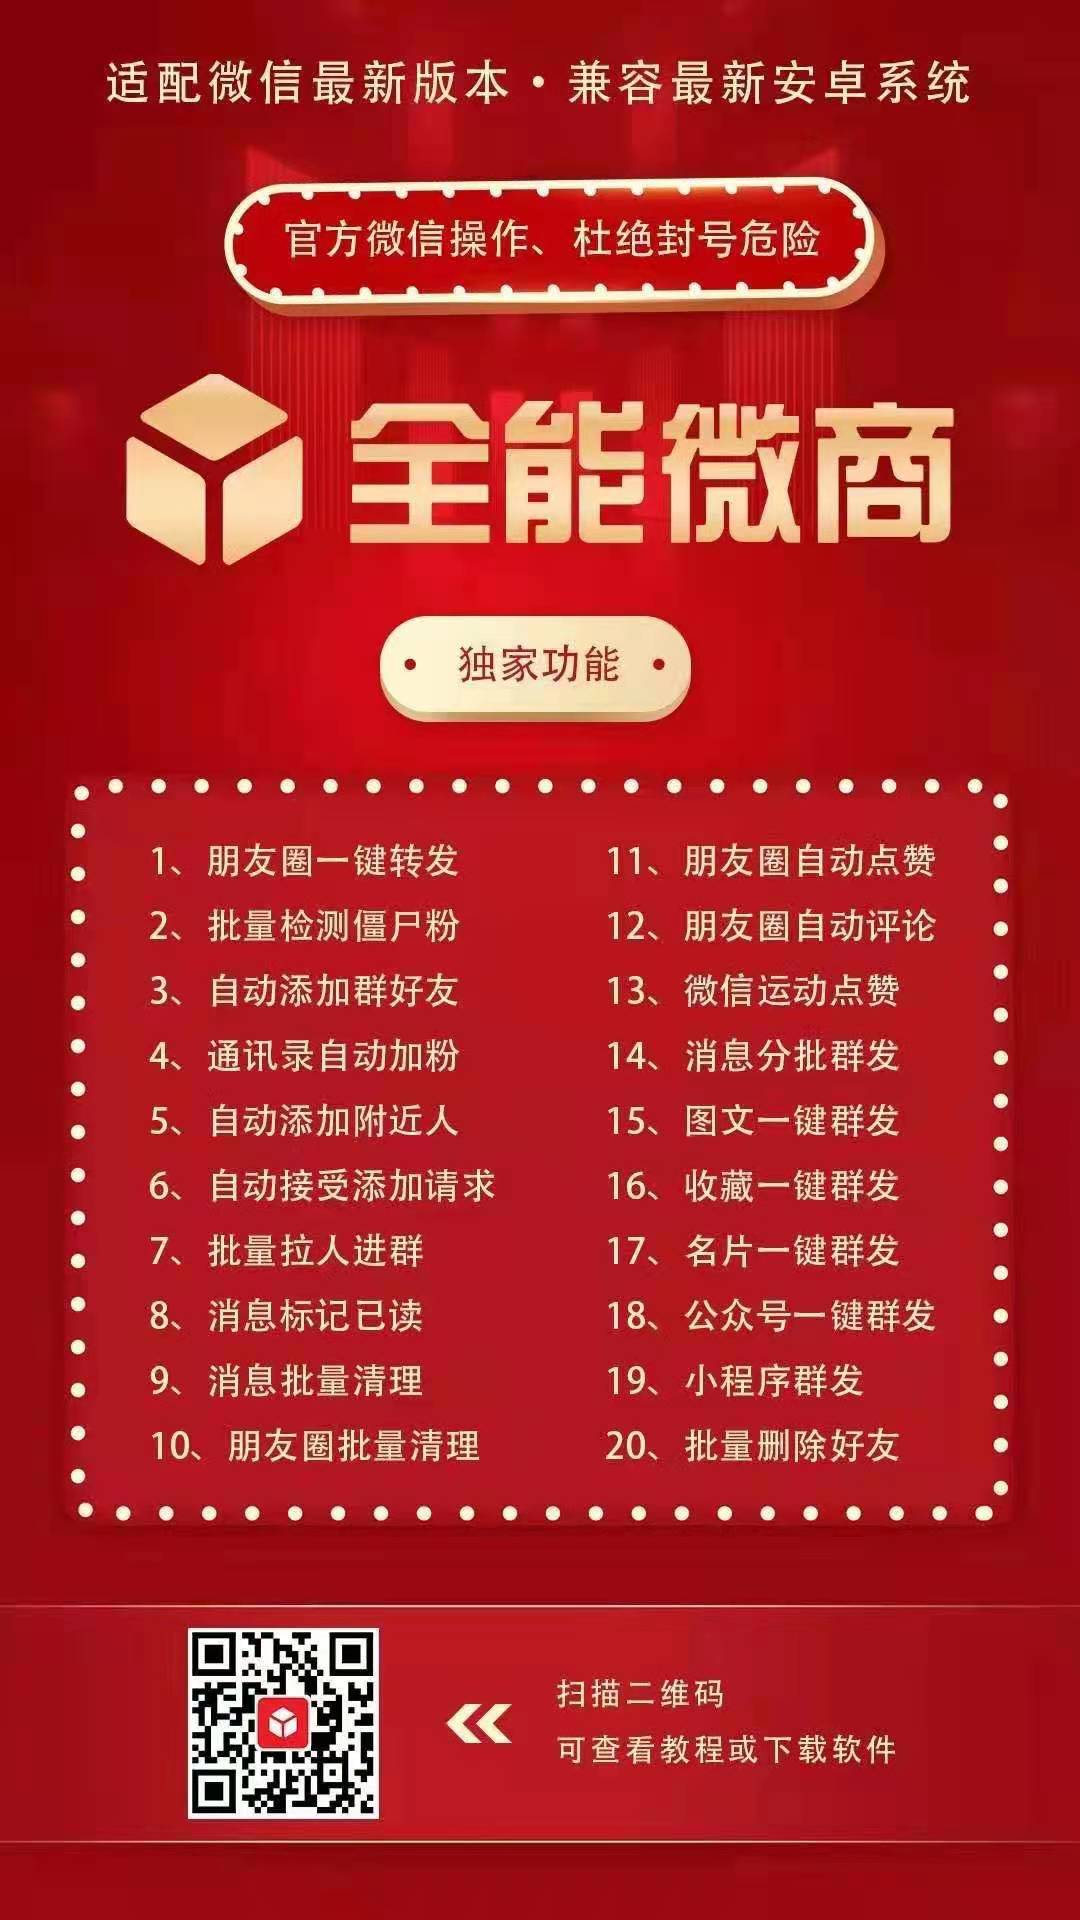 适配微信最新版本·兼容最新安卓系统
官方微信操作、杜绝封号危险
全能微商
·独家功能·
1、朋友圈一键转发
2、批量检测僵尸粉
3、自动添加群好友
4、通讯录自动加粉
5、自动添加附近人
6、自动接受添加请求
7、批量拉人进群
8、消息标记已读
9、消息批量清理
10、朋友圈批量清理
11、朋友圈自动点赞
12、朋友圈自动评论
13、微信运动点赞
14、消息分批群发
15、图文一键群发
16、收藏一键群发
17、名片一键群发
18、公众号一键群发
19、小程序群发
20、批量删除好友
扫描二维码
可查看教程或下载软件